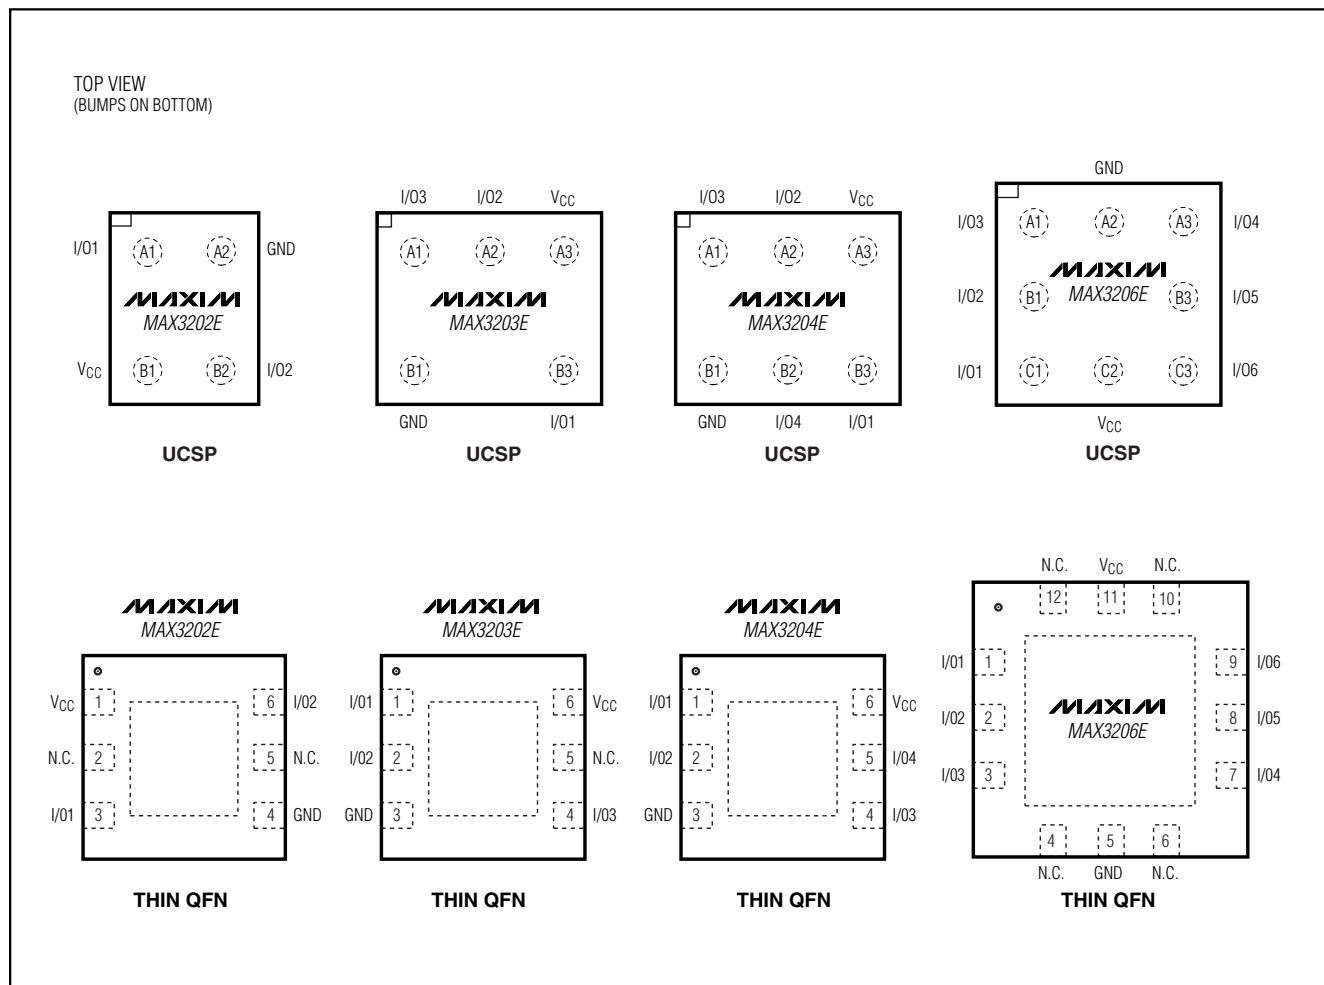 TOP VIEW
(BUMPS ON BOTTOM)
I/O3 I/O2 VCC
I/O3 I/O2 VCC
GND
I/O1 A1 A2 GND
A1 A2 A3
A1 A2 A3
I/O3 A1 A2 A3 I/O4
MAXIM
MAX3202E
MAXIM
MAX3203E
MAXIM
MAX3204E
MAXIM
MAX3206E
I/O2 B1 B3 I/O5
VCC B1 B2 I/O2
B1 B3
B1 B2 B3
I/O1 C1 C2 C3 I/O6
GND I/O1
GND I/O4 I/O1
VCC
UCSP
UCSP
UCSP
UCSP
MAXIM
MAX3202E
MAXIM
MAX3203E
MAXIM
MAX3204E
N.C. VCC N.C.
12 11 10
VCC 1 6 I/O2
N.C. 2 5 N.C.
I/O1 3 4 GND
I/O1 1 6 VCC
I/O2 2 5 N.C.
GND 3 4 I/O3
I/O1 1 6 VCC
I/O2 2 5 I/O4
GND 3 4 I/O3
I/O1 1 9 I/O6
I/O2 2 8 I/O5
MAXIM
MAX3206E
I/O3 3 7 I/O4
4 5 6
N.C. GND N.C.
THIN QFN
THIN QFN
THIN QFN
THIN QFN